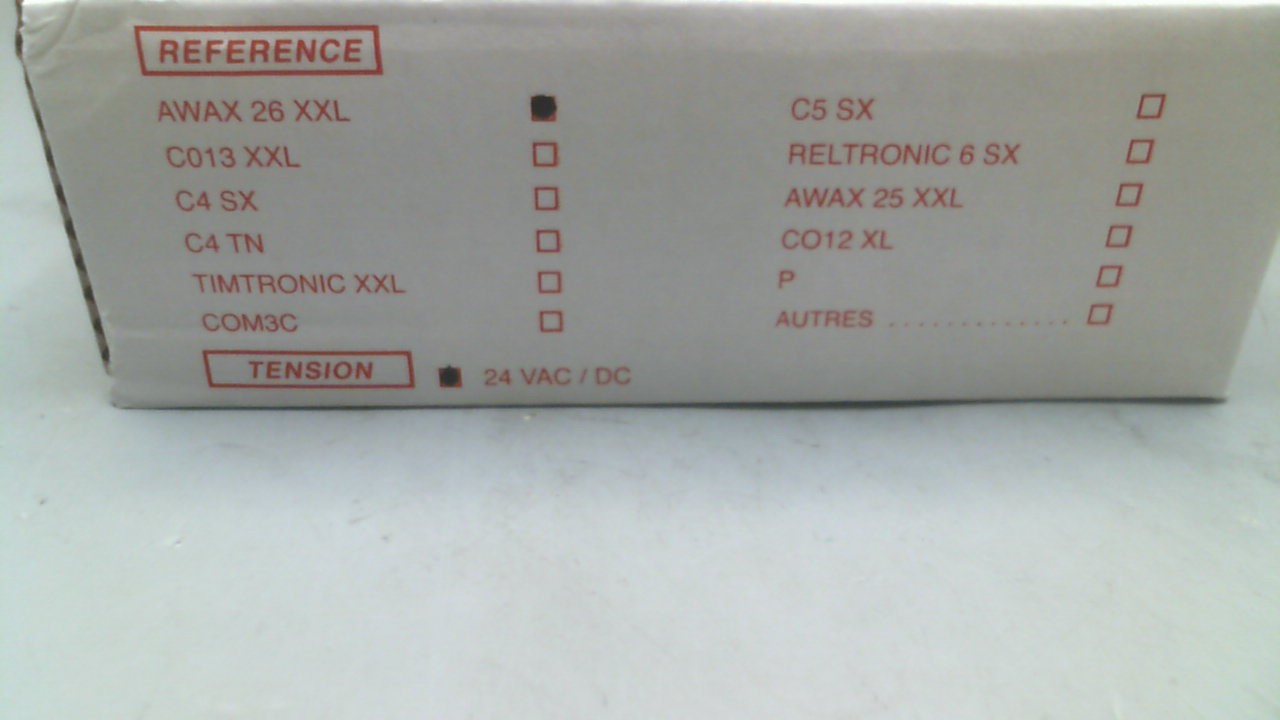 REFERENCE
AWAX 26 XXL
C013 XXL
C4 SX
C4 TN
TIMTRONIC XXL
COM3C
C5 SX
RELTRONIC 6 SX
AWAX 25 XXL
CO12 XL
P
AUTRES ..............
TENSION
24 VAC / DC